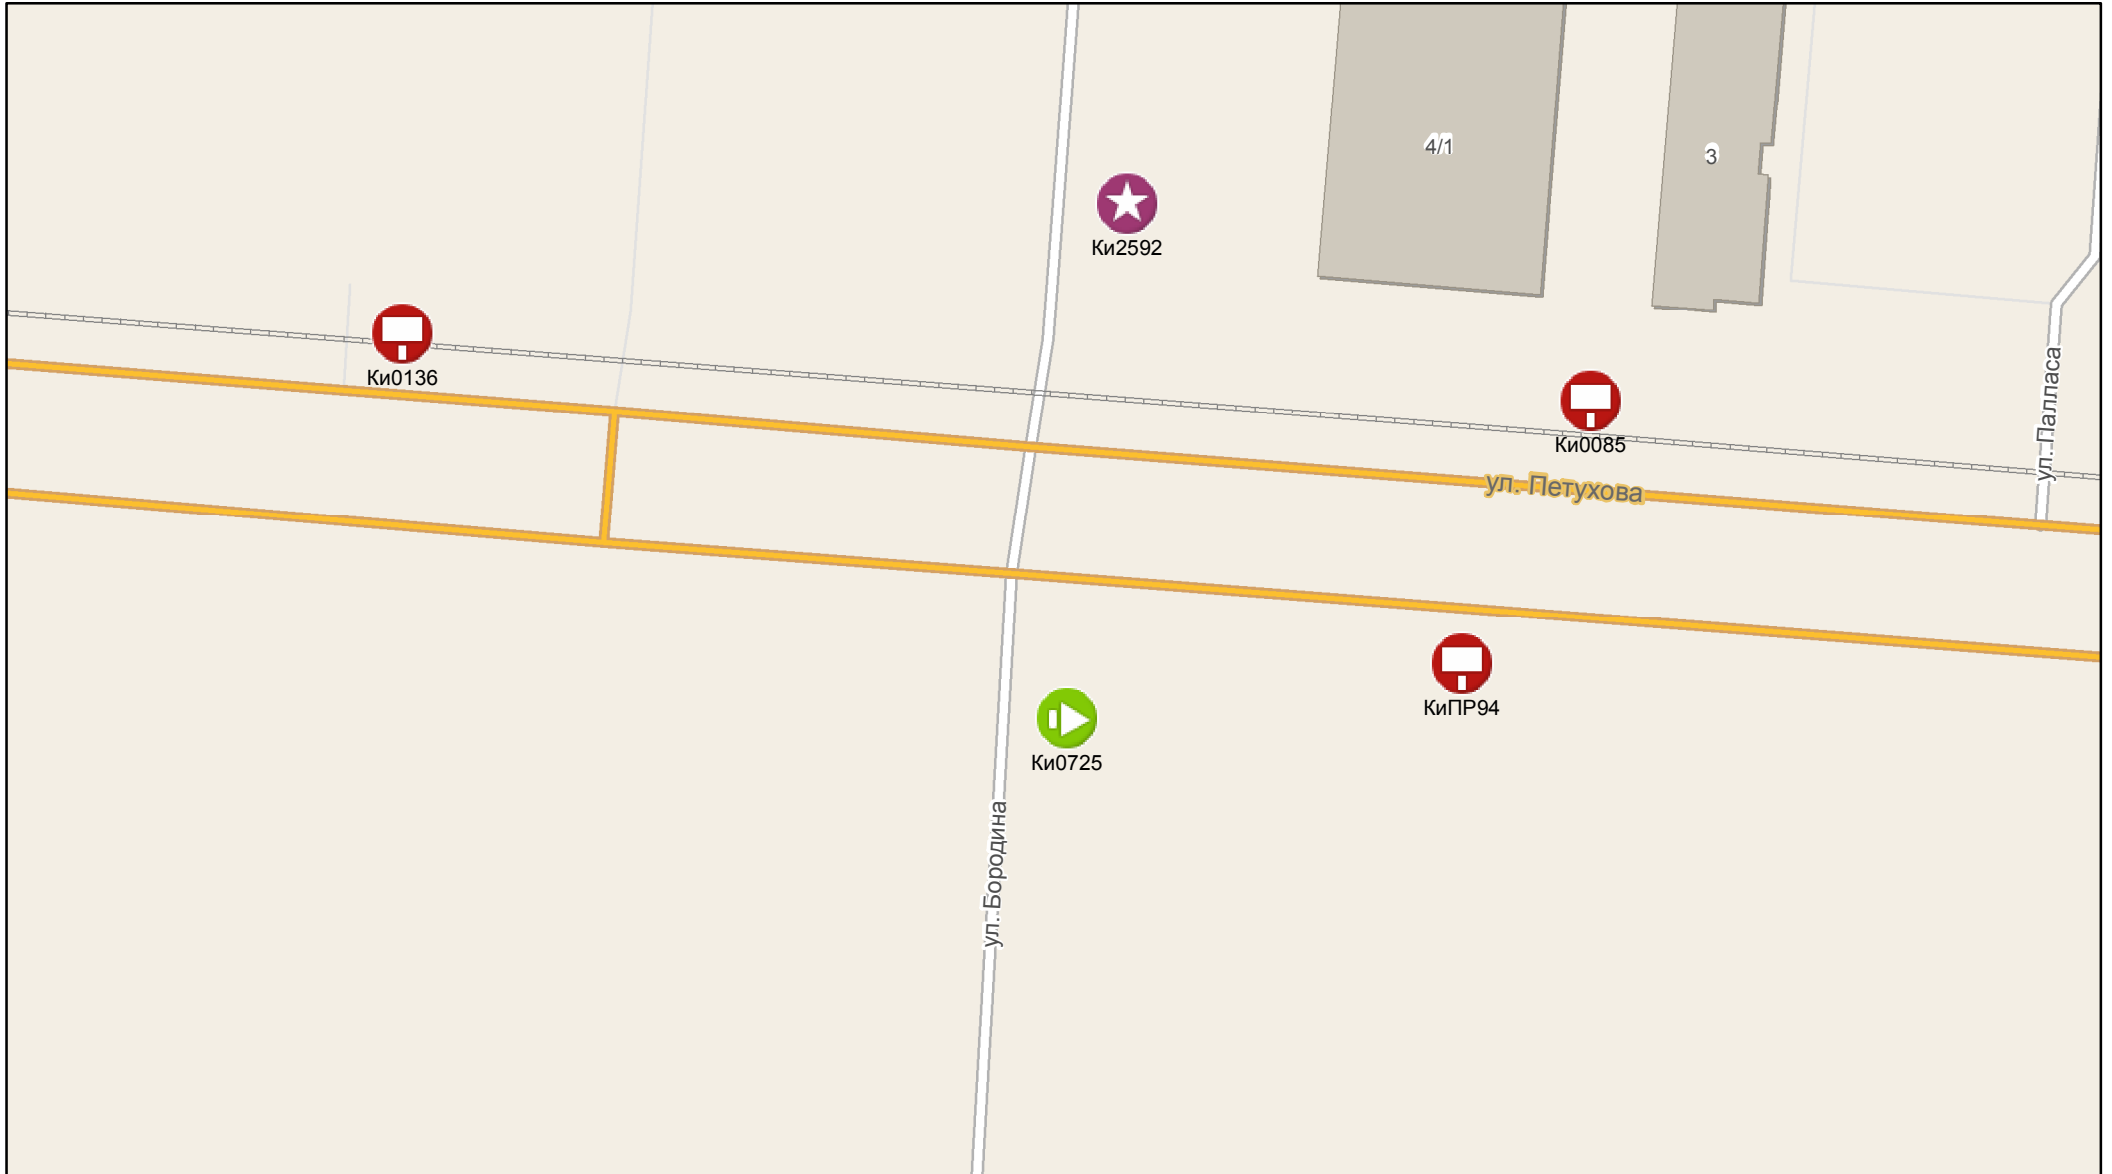 4/1
3
Ки2592
Ки0136
ул. Палласа
Ки0085
ул. Петухова
КиПР94
Ки0725
ул. Бородина